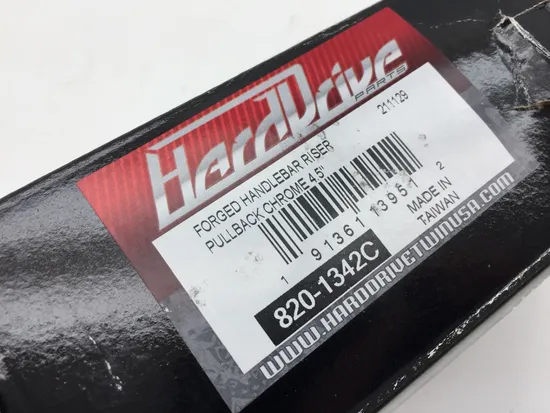 HardDrive
PARTS
211129
FORGED HANDLEBAR RISER
PULLBACK CHROME 4.5"
1 91361 13951 2
820-1342C
MADE IN
TAIWAN
WWW.HARDDRIVETWINUSA.COM